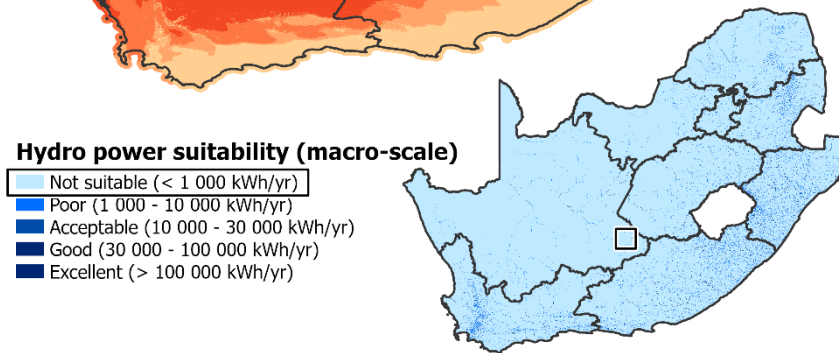 Hydro power suitability (macro-scale)
Not suitable (< 1 000 kWh/yr)
Poor (1 000 - 10 000 kWh/yr)
Acceptable (10 000 - 30 000 kWh/yr)
Good (30 000 - 100 000 kWh/yr)
Excellent (> 100 000 kWh/yr)